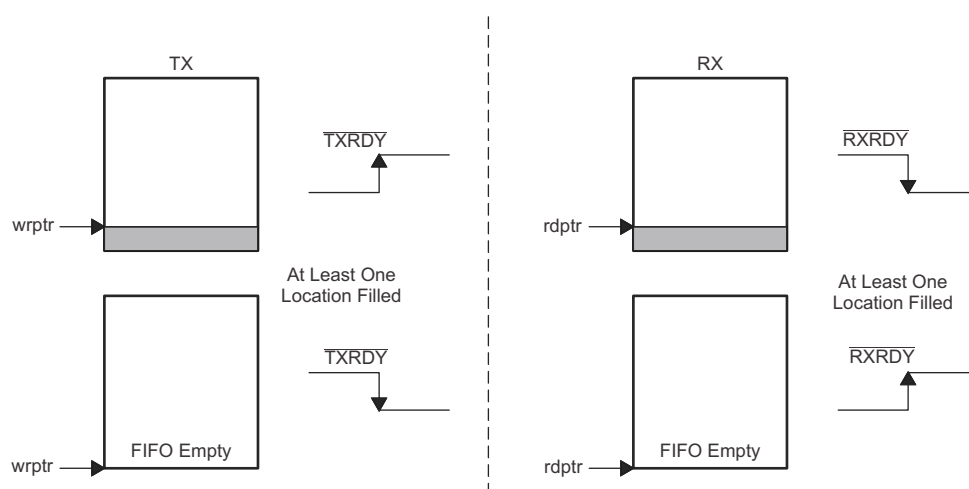 TX
TXRDY
wrptr
At Least One
Location Filled
TXRDY
FIFO Empty
wrptr
RX
RXRDY
rdptr
At Least One
Location Filled
RXRDY
FIFO Empty
rdptr